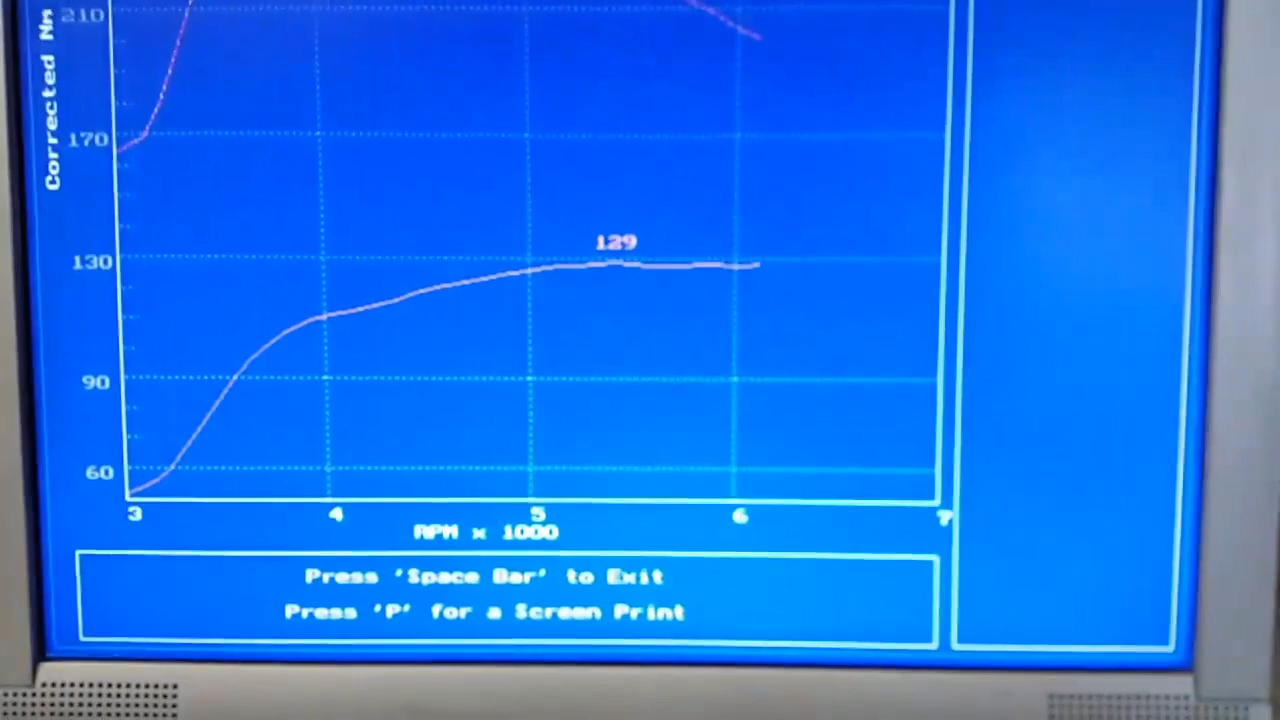 210
Corrected Nm
170
129
130
90
60
3 4 5 6 7
RPM x 1000
Press 'Space Bar' to Exit
Press 'P' for a Screen Print